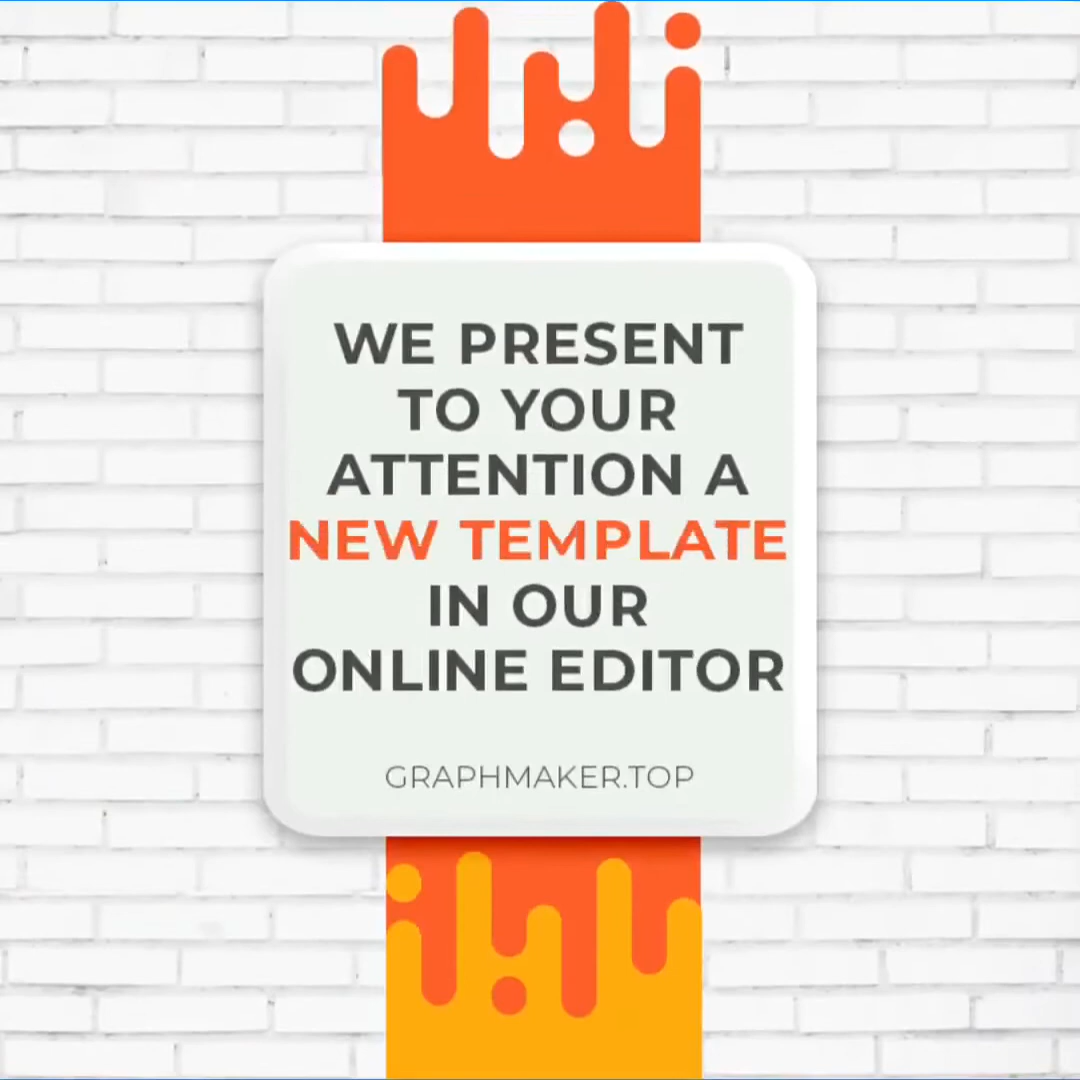 WE PRESENT
TO YOUR
ATTENTION A
NEW TEMPLATE
IN OUR
ONLINE EDITOR
GRAPHMAKER.TOP